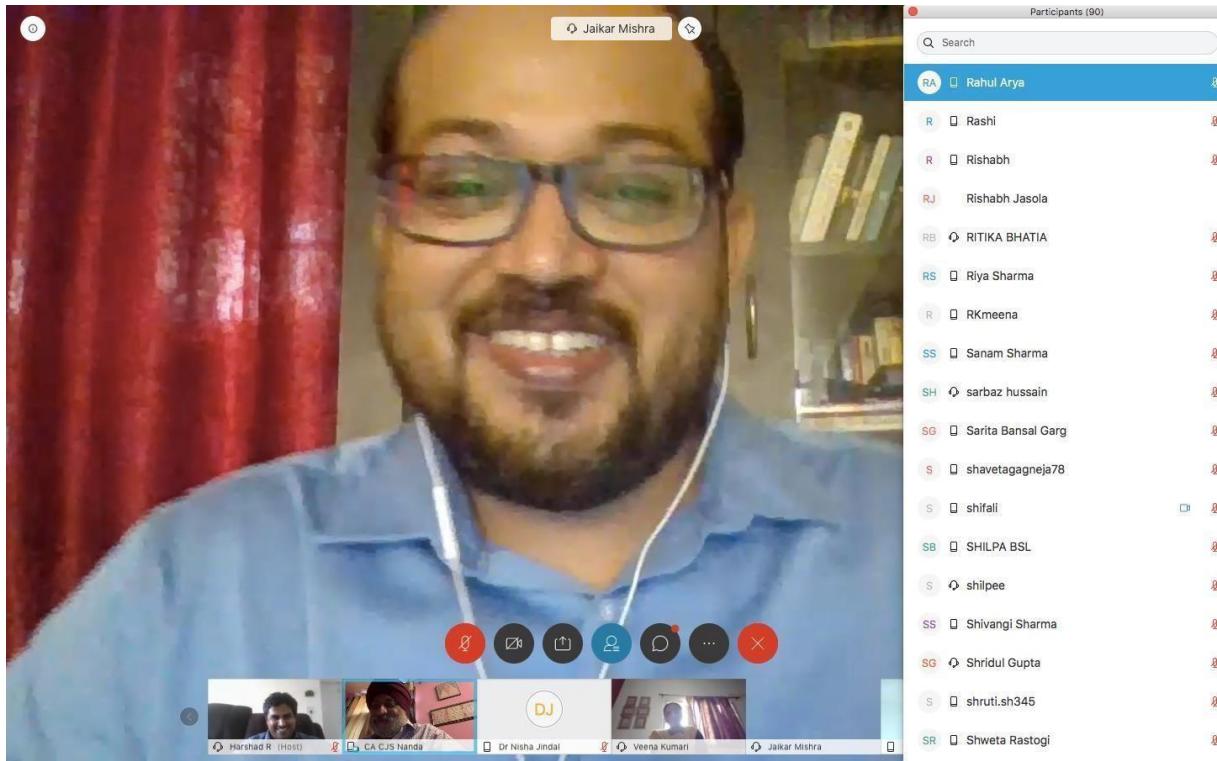 Jaikar Mishra
Participants (90)
Search
RA Rahul Arya
R Rashi
R Rishabh
RJ Rishabh Jasola
RB RITIKA BHATIA
RS Riya Sharma
R RKmeena
SS Sanam Sharma
SH sarbaz hussain
SG Sarita Bansal Garg
S shavetagagneja78
S shifali
SB SHILPA BSL
S shilpee
SS Shivangi Sharma
SG Shridul Gupta
S shruti.sh345
SR Shweta Rastogi
DJ
Harshad R (Host)
CA CJS Nanda
Dr Nisha Jindal
Veena Kumari
Jaikar Mishra